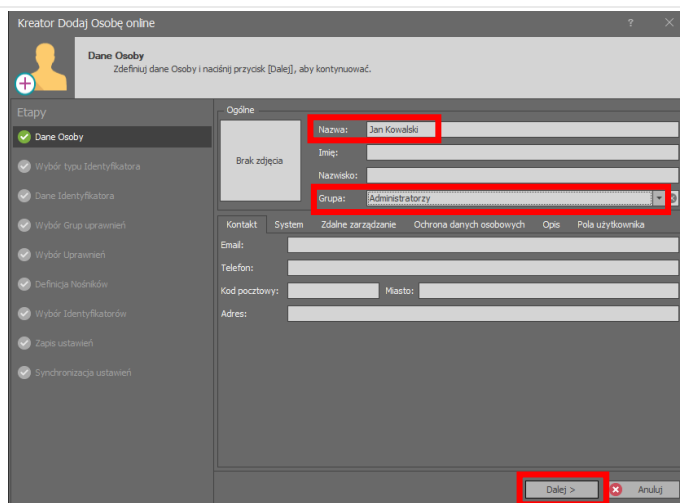 Kreator Dodaj Osobę online
Dane Osoby
Zdefiniuj dane Osoby i naciśnij przycisk [Dalej], aby kontynuować.
Etapy
Dane Osoby
Wybór typu Identyfikatora
Dane Identyfikatora
Wybór Grup uprawnień
Wybór Uprawnień
Definicja Nośników
Wybór Identyfikatorów
Zapis ustawień
Synchronizacja ustawień
Ogólne
Brak zdjęcia
Nazwa: Jan Kowalski
Imię:
Nazwisko:
Grupa: Administratorzy
Kontakt System Zdalne zarządzanie Ochrona danych osobowych Opis Pola użytkownika
Email:
Telefon:
Kod pocztowy: Miasto:
Adres:
Dalej > Anuluj